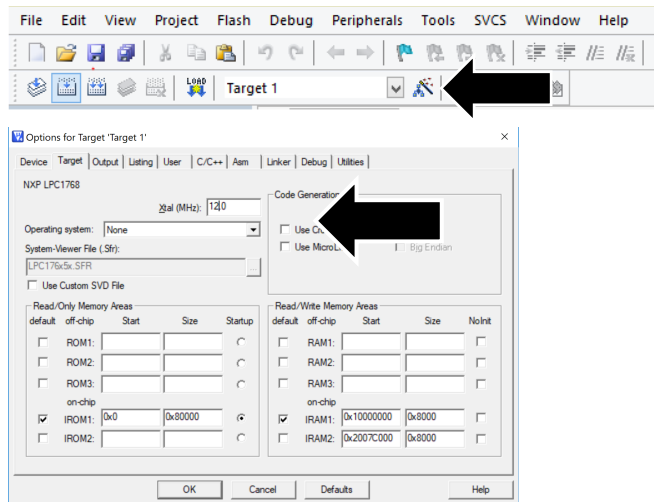 File Edit View Project Flash Debug Peripherals Tools SVCS Window Help
LOAD Target 1
Options for Target 'Target 1'
Device Target Output Listing User C/C++ Asm Linker Debug Utilities
NXP LPC1768
Code Generation
Xtal (MHz): 12.0
Operating system: None
Use
System-Viewer File (.Sfr):
Use Big Endian
LPC176x5x.SFR ...
Use Custom SVD File
Read/Only Memory Areas Read/Write Memory Areas
default off-chip Start Size Startup default off-chip Start Size NoInit
ROM1: RAM1:
ROM2: RAM2:
ROM3: RAM3:
on-chip on-chip
IROM1: 0x0 0x80000 IRAM1: 0x10000000 0x8000
IROM2: IRAM2: 0x2007C000 0x8000
OK Cancel Defaults Help